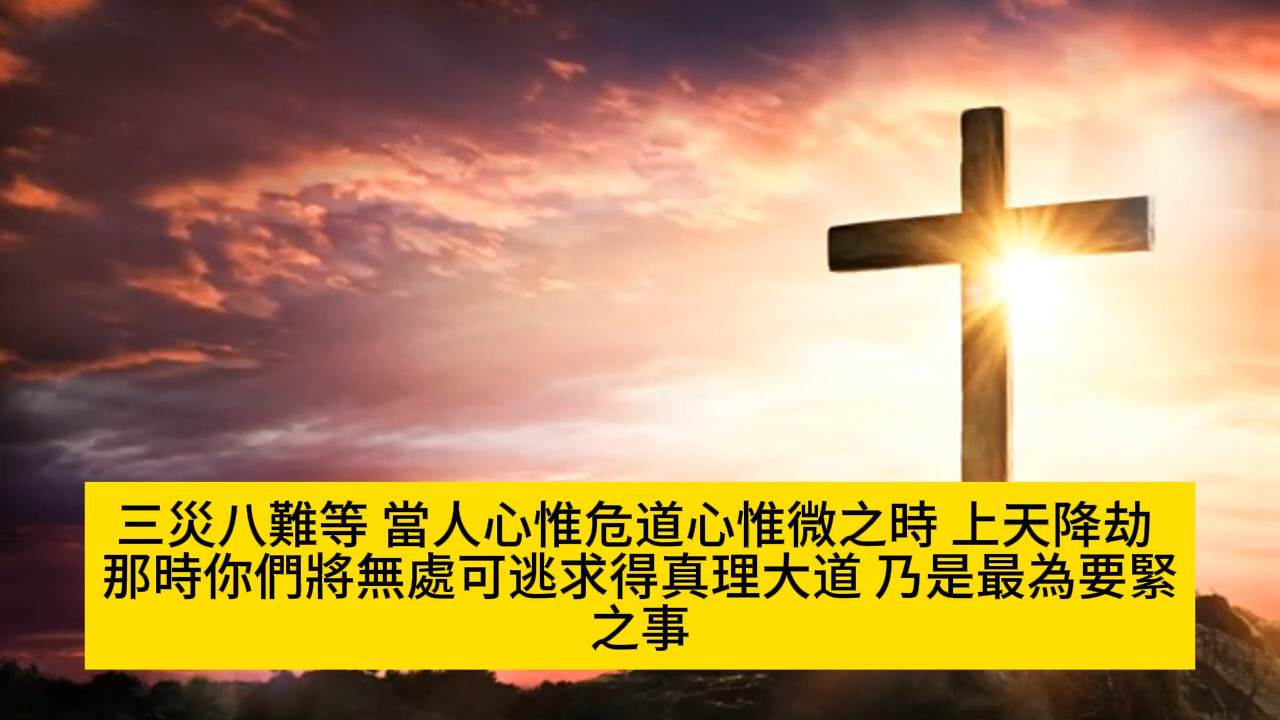 三災八難等 當人心惟危道心惟微之時 上天降劫
那時你們將無處可逃求得真理大道 乃是最為要緊
之事